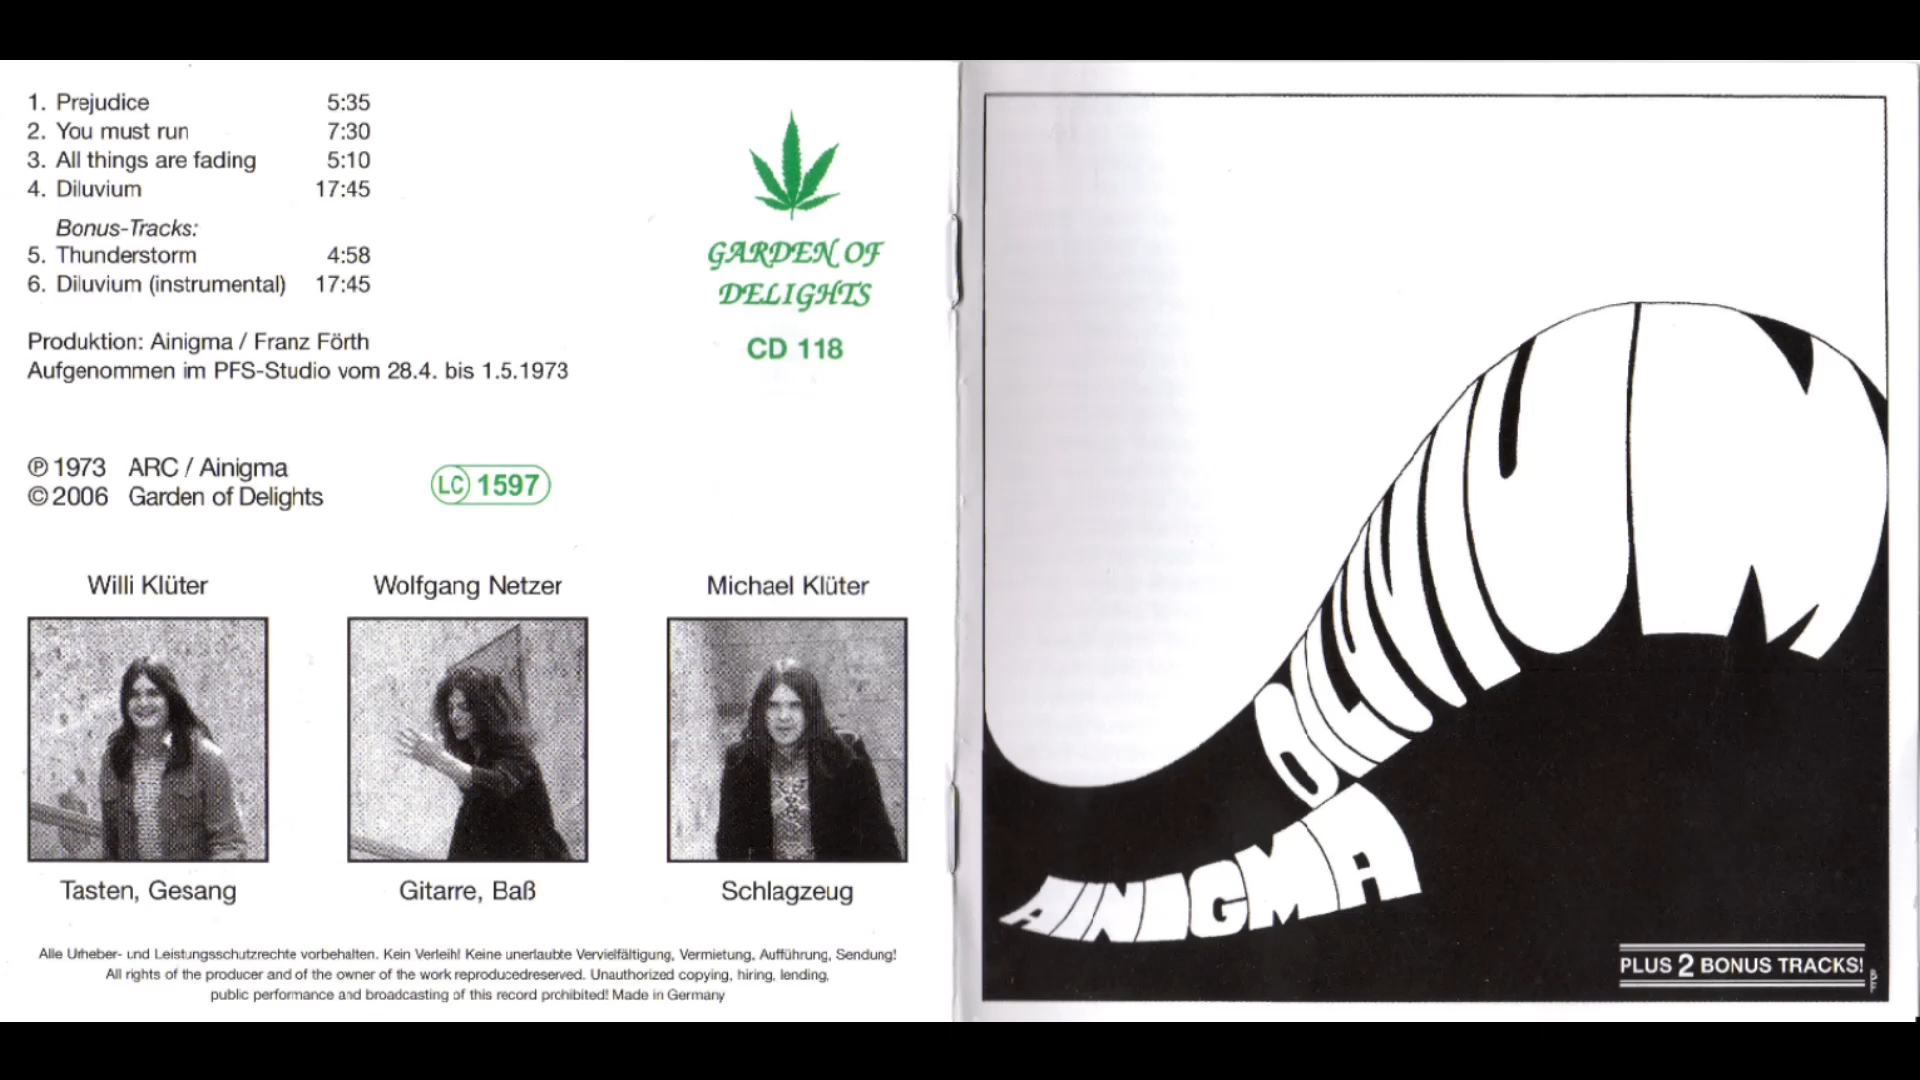 1. Prejudice 5:35
2. You must run 7:30
3. All things are fading 5:10
4. Diluvium 17:45
Bonus-Tracks:
5. Thunderstorm 4:58
6. Diluvium (instrumental) 17:45
Produktion: Ainigma / Franz Förth
Aufgenommen im PFS-Studio vom 28.4. bis 1.5.1973
℗ 1973 ARC / Ainigma
© 2006 Garden of Delights
LC 1597
GARDEN OF
DELIGHTS
CD 118
Willi Klüter
Wolfgang Netzer
Michael Klüter
Tasten, Gesang
Gitarre, Baß
Schlagzeug
Alle Urheber- und Leistungsschutzrechte vorbehalten. Kein Verleih! Keine unerlaubte Vervielfältigung, Vermietung, Aufführung, Sendung!
All rights of the producer and of the owner of the work reproducedreserved. Unauthorized copying, hiring, lending,
public performance and broadcasting of this record prohibited! Made in Germany
DILUVIUM
AINIGMA
PLUS 2 BONUS TRACKS!